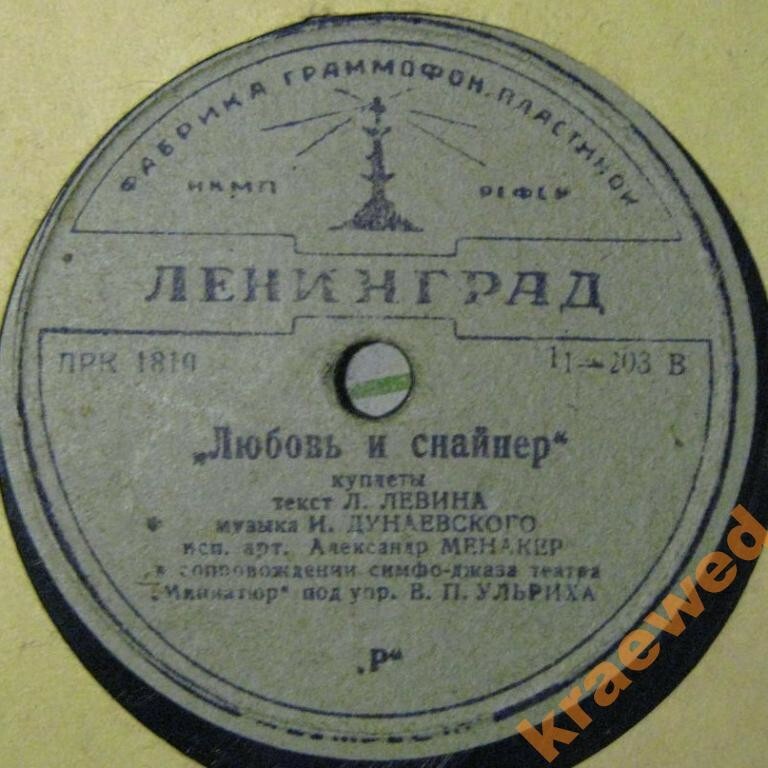 ФАБРИКА ГРАММОФОН. ПЛАСТИНОК
НКМП РСФСР
ЛЕНИНГРАД
ЛРК 1819 11-203 В
„Любовь и снайпер“
куплеты
текст Л. ЛЕВИНА
музыка И. ДУНАЕВСКОГО
исп. арт. Александр МЕНАКЕР
в сопровождении симфо-джаза театра
„Миниатюр“ под упр. В. П. УЛЬРИХА
„Р“
kraewed